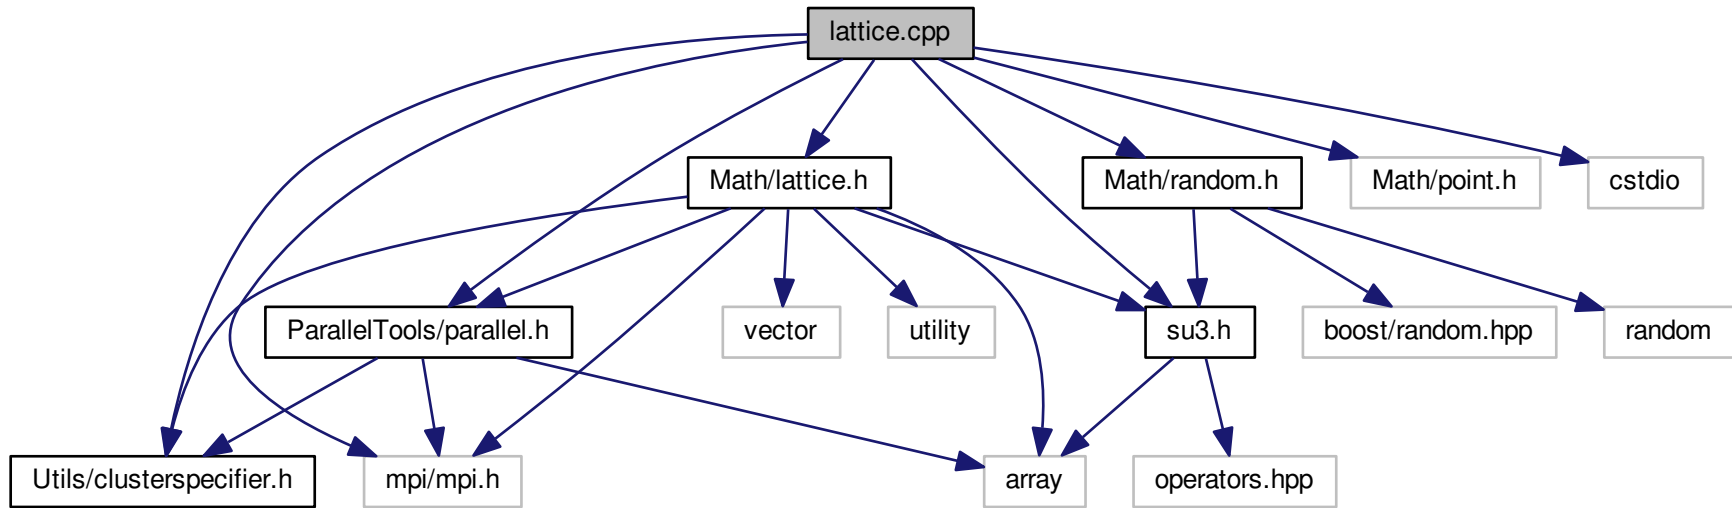 lattice.cpp
Math/lattice.h
Math/random.h
Math/point.h
cstdio
ParallelTools/parallel.h
vector
utility
su3.h
boost/random.hpp
random
Utils/clusterspecifier.h
mpi/mpi.h
array
operators.hpp